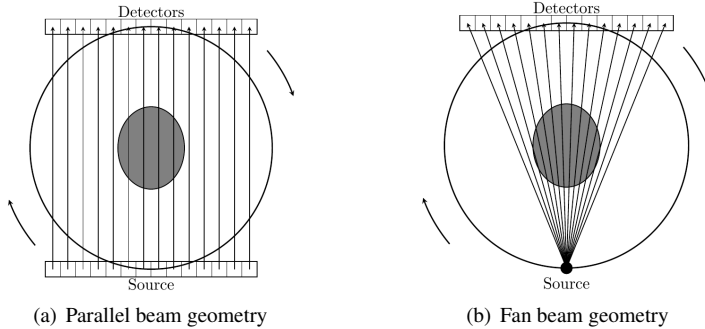 Detectors
Source
(a) Parallel beam geometry
Detectors
Source
(b) Fan beam geometry